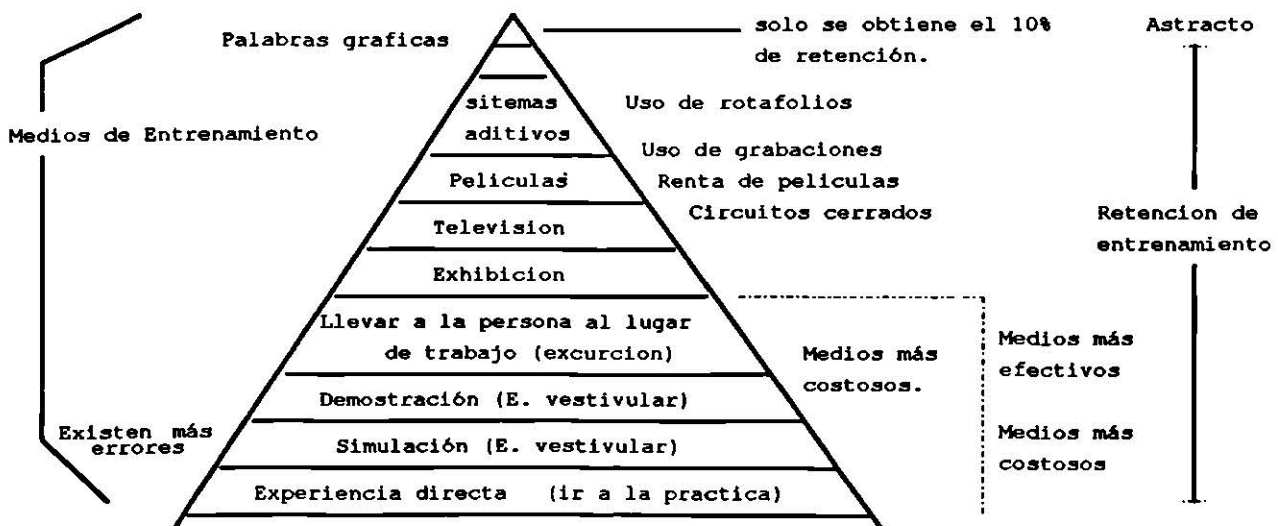 solo se obtiene el 10%
Astracto
Palabras graficas
de retención.
sitemas
Uso de rotafolios
aditivos
Medios de Entrenamiento
Uso de grabaciones
Peliculas
Renta de peliculas
Circuitos cerrados
Retencion de
Television
entrenamiento
Exhibicion
Llevar a la persona al lugar
de trabajo (excurcion)
Medios más
costosos.
Medios más
efectivos
Demostración (E. vestivular)
Existen más
errores
Simulación (E. vestivular)
Medios más
costosos
Experiencia directa (ir a la practica)